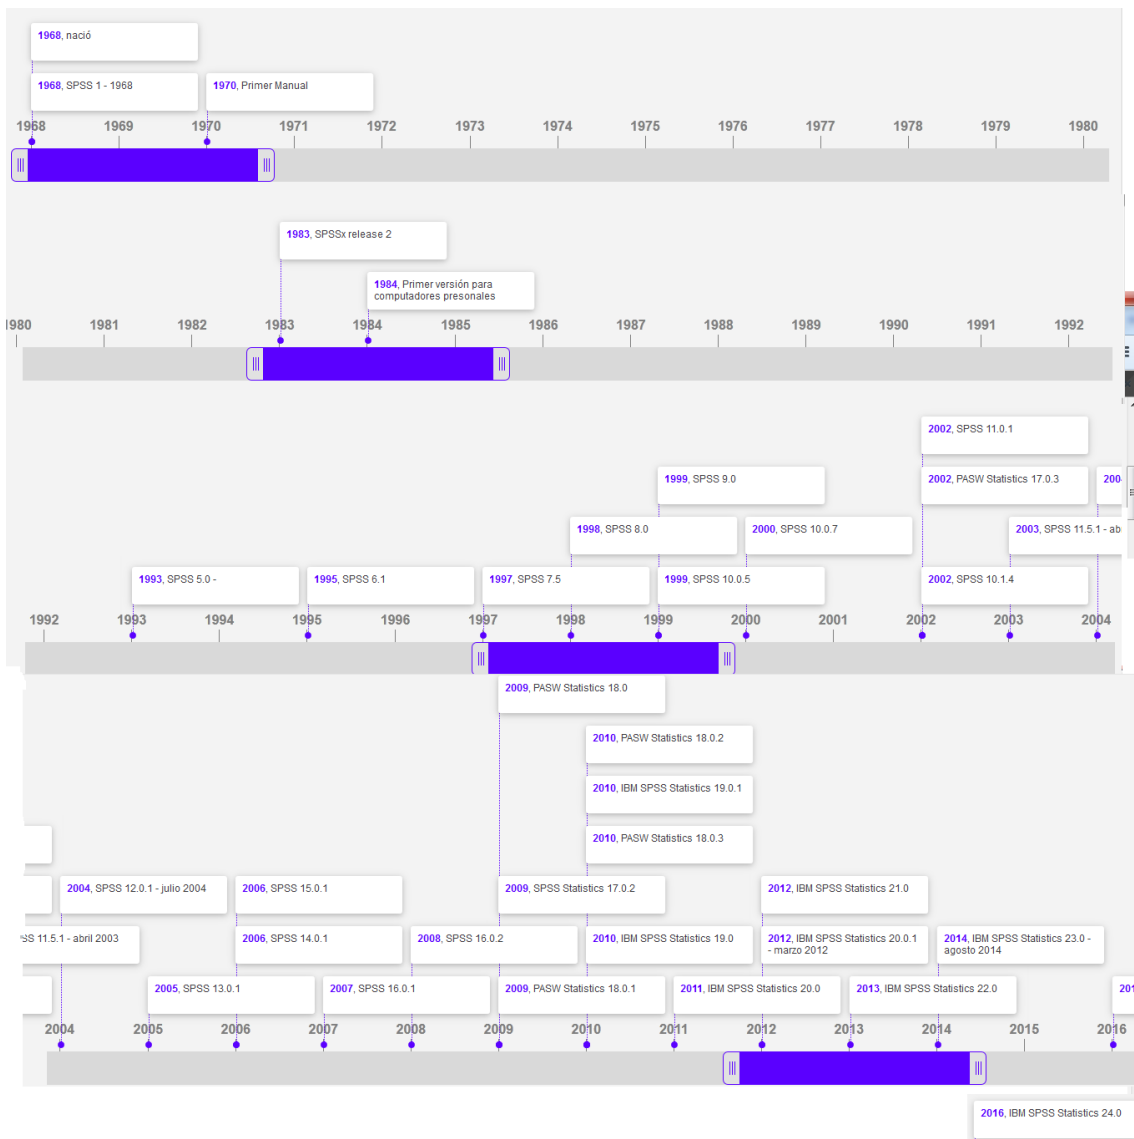 1968, nació
1968, SPSS 1 - 1968
1970, Primer Manual
1968 1969 1970 1971 1972 1973 1974 1975 1976 1977 1978 1979 1980
1983, SPSSx release 2
1984, Primer versión para
computadores presonales
1980 1981 1982 1983 1984 1985 1986 1987 1988 1989 1990 1991 1992
2002, SPSS 11.0.1
1999, SPSS 9.0
2002, PASW Statistics 17.0.3
200
1998, SPSS 8.0
2000, SPSS 10.0.7
2003, SPSS 11.5.1 - ab
1993, SPSS 5.0 -
1995, SPSS 6.1
1997, SPSS 7.5
1999, SPSS 10.0.5
2002, SPSS 10.1.4
1992 1993 1994 1995 1996 1997 1998 1999 2000 2001 2002 2003 2004
2009, PASW Statistics 18.0
2010, PASW Statistics 18.0.2
2010, IBM SPSS Statistics 19.0.1
2010, PASW Statistics 18.0.3
2004, SPSS 12.0.1 - julio 2004
2006, SPSS 15.0.1
2009, SPSS Statistics 17.0.2
2012, IBM SPSS Statistics 21.0
SS 11.5.1 - abril 2003
2006, SPSS 14.0.1
2008, SPSS 16.0.2
2010, IBM SPSS Statistics 19.0
2012, IBM SPSS Statistics 20.0.1
- marzo 2012
2014, IBM SPSS Statistics 23.0 -
agosto 2014
2005, SPSS 13.0.1
2007, SPSS 16.0.1
2009, PASW Statistics 18.0.1
2011, IBM SPSS Statistics 20.0
2013, IBM SPSS Statistics 22.0
201
2004 2005 2006 2007 2008 2009 2010 2011 2012 2013 2014 2015 2016
2016, IBM SPSS Statistics 24.0